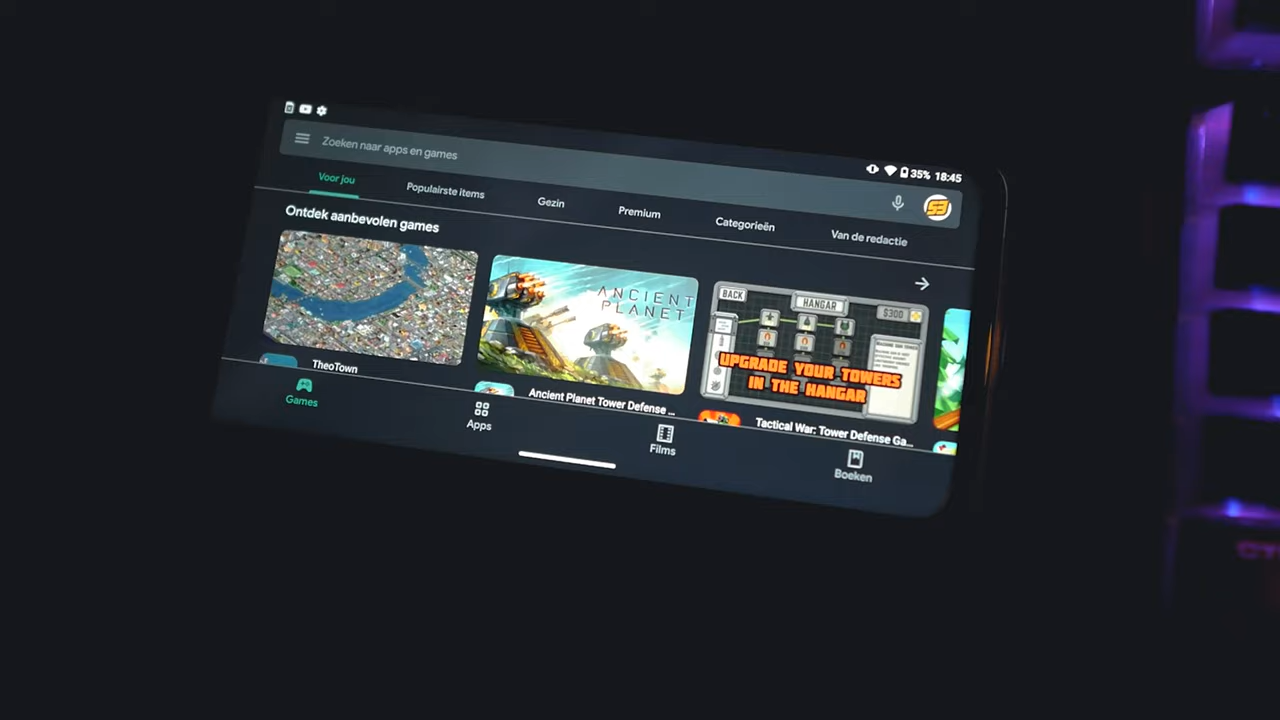 35% 18:45
Zoeken naar apps en games
Voor jou
Populairste items
Gezin
Premium
Categorieën
Van de redactie
Ontdek aanbevolen games
ANCIENT
PLANET
BACK
HANGAR
$300
UPGRADE YOUR TOWERS
IN THE HANGAR
TheoTown
Ancient Planet Tower Defense ...
Tactical War: Tower Defense Ga...
Games
Apps
Films
Boeken